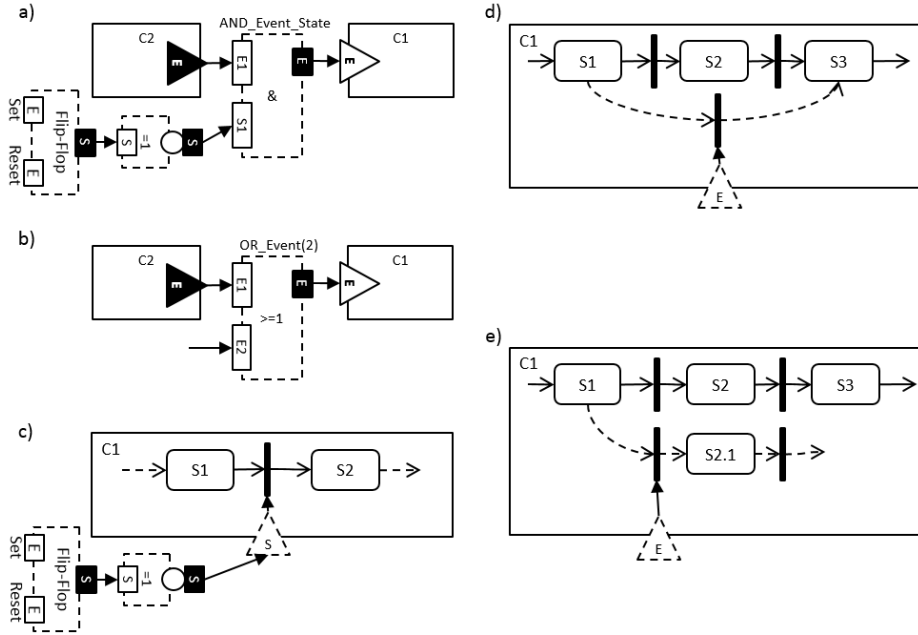 a)
AND_Event_State
C2
E
E1
E
E
C1
&
S1
Set
E
Reset
E
Flip-Flop
S
S
=1
S
b)
OR_Event(2)
C2
E
E1
E
E
C1
>=1
E2
c)
C1
S1
S2
S
Set
E
Reset
E
Flip-Flop
S
S
=1
S
d)
C1
S1
S2
S3
E
e)
C1
S1
S2
S3
S2.1
E